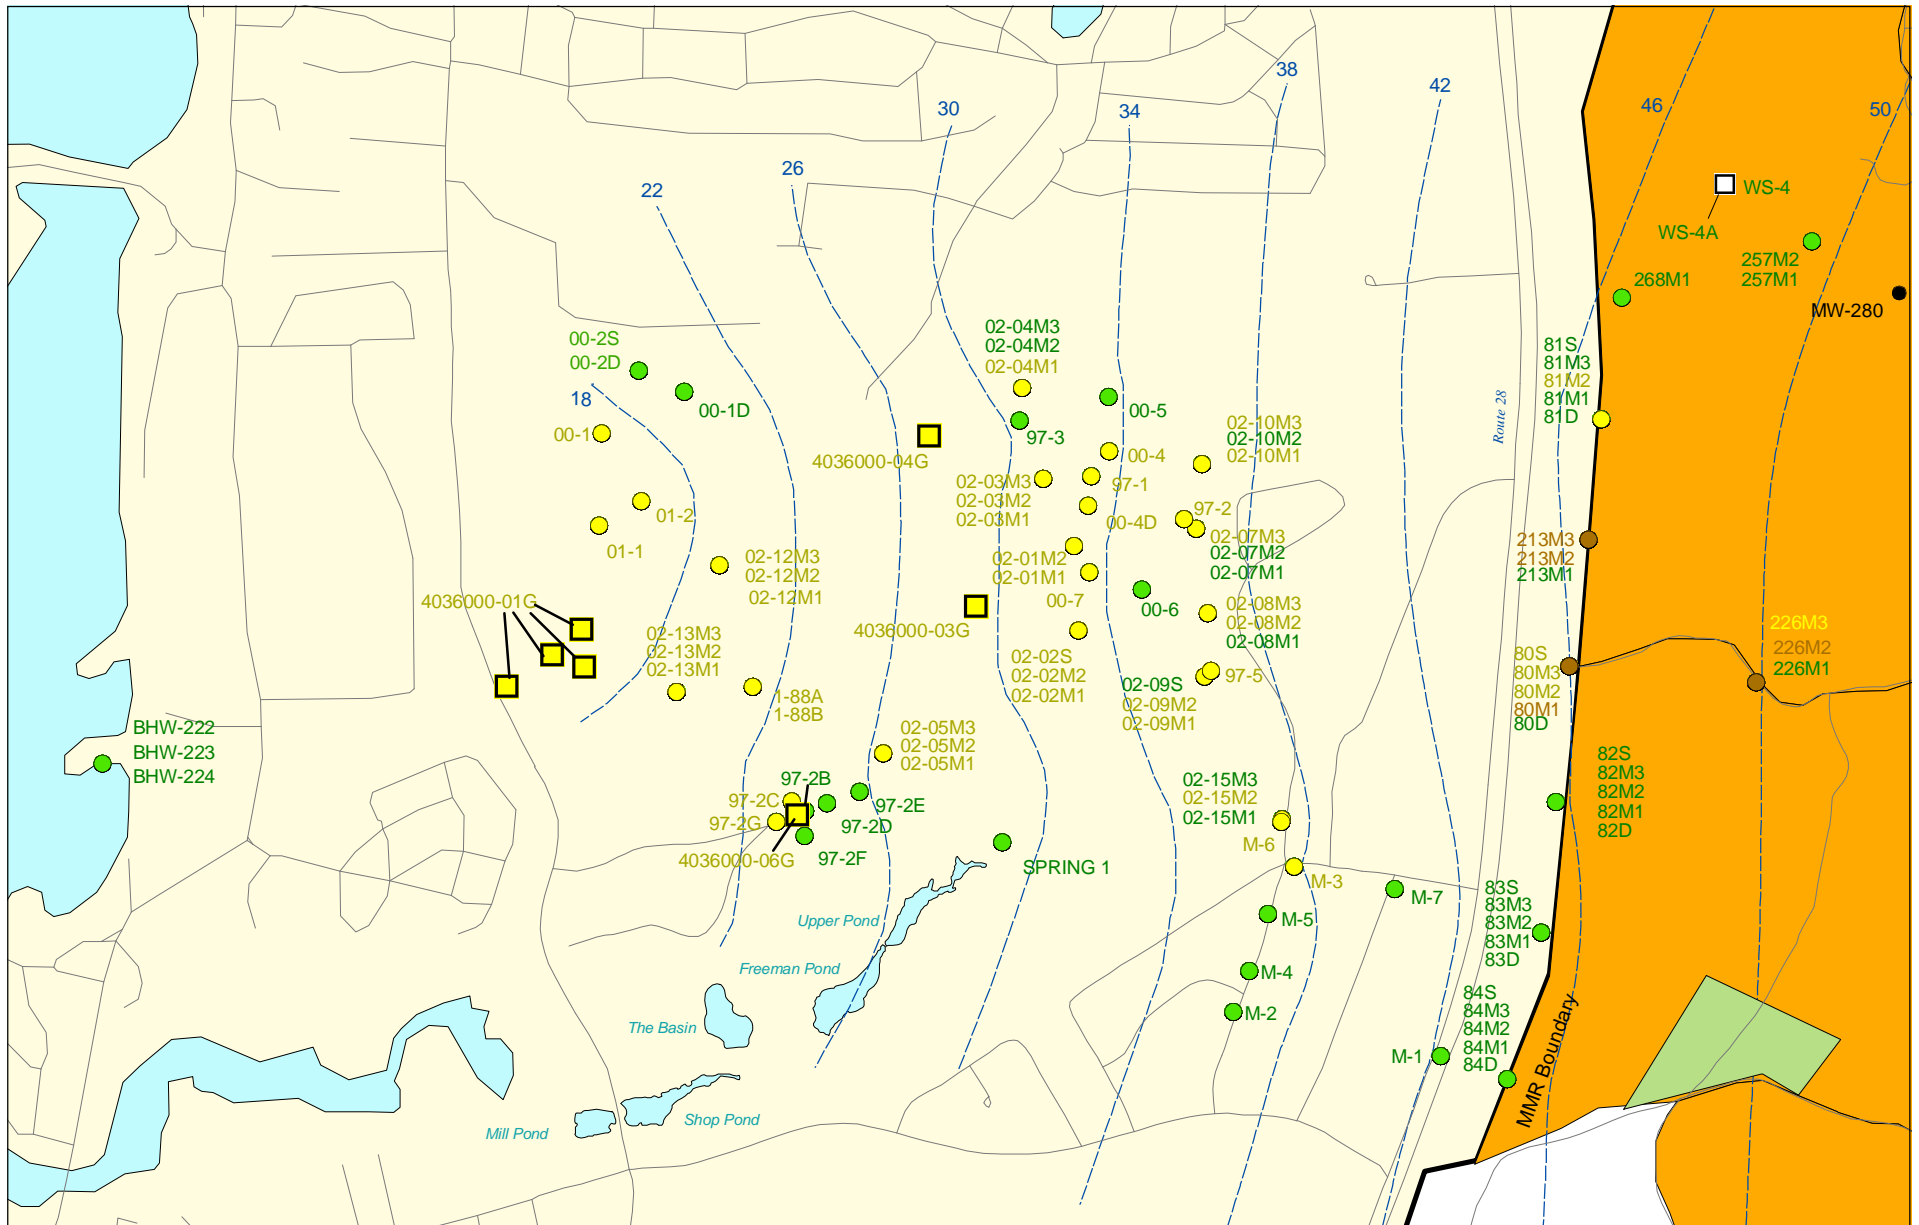 38
42
30
34
46
50
26
22
WS-4
WS-4A
257M2
257M1
268M1
MW-280
00-2S
00-2D
18
00-1D
00-1
02-04M3
02-04M2
02-04M1
97-3
00-5
81S
81M3
81M2
81M1
81D
Route 28
4036000-04G
02-10M3
02-10M2
02-10M1
00-4
97-1
02-03M3
02-03M2
02-03M1
00-4D
97-2
02-07M3
02-07M2
02-07M1
01-2
01-1
02-12M3
02-12M2
02-12M1
02-01M2
02-01M1
00-7
00-6
213M3
213M2
213M1
4036000-01G
4036000-03G
02-08M3
02-08M2
02-08M1
226M3
226M2
226M1
02-13M3
02-13M2
02-13M1
02-02S
02-02M2
02-02M1
97-5
02-09S
02-09M2
02-09M1
80S
80M3
80M2
80M1
80D
1-88A
1-88B
BHW-222
BHW-223
BHW-224
02-05M3
02-05M2
02-05M1
82S
82M3
82M2
82M1
82D
97-2B
97-2C
97-2G
97-2E
97-2D
97-2F
4036000-06G
02-15M3
02-15M2
02-15M1
M-6
SPRING 1
M-3
M-7
83S
83M3
83M2
83M1
83D
Upper Pond
M-5
Freeman Pond
M-4
M-2
The Basin
84S
84M3
84M2
84M1
84D
M-1
MMR Boundary
Shop Pond
Mill Pond